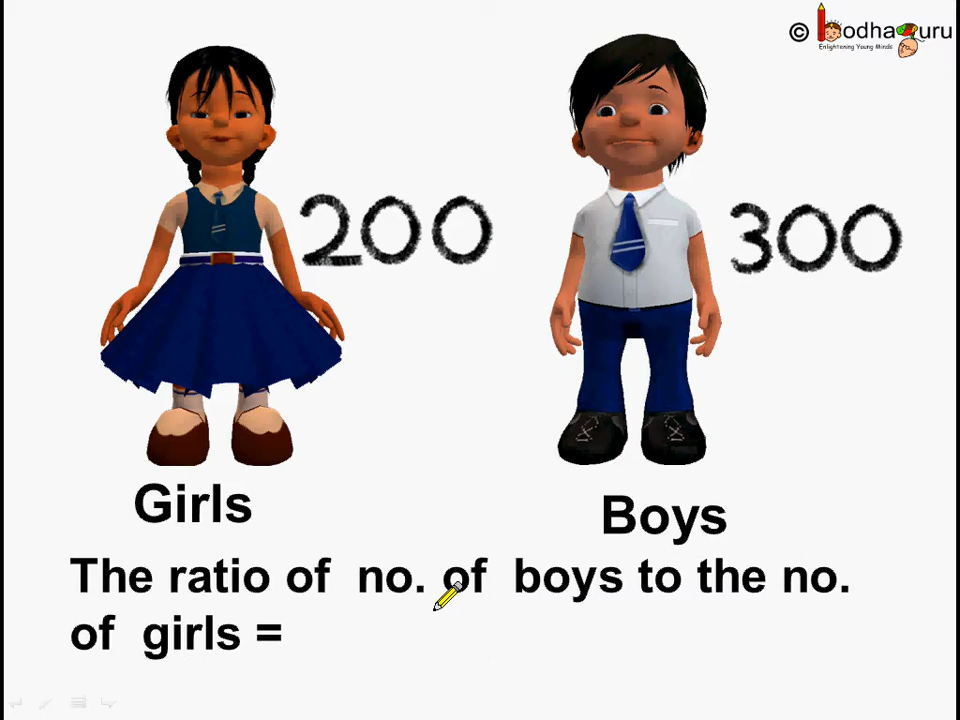 © bodhaguru
Enlightening Young Minds
200
300
Girls
Boys
The ratio of no. of boys to the no.
of girls =